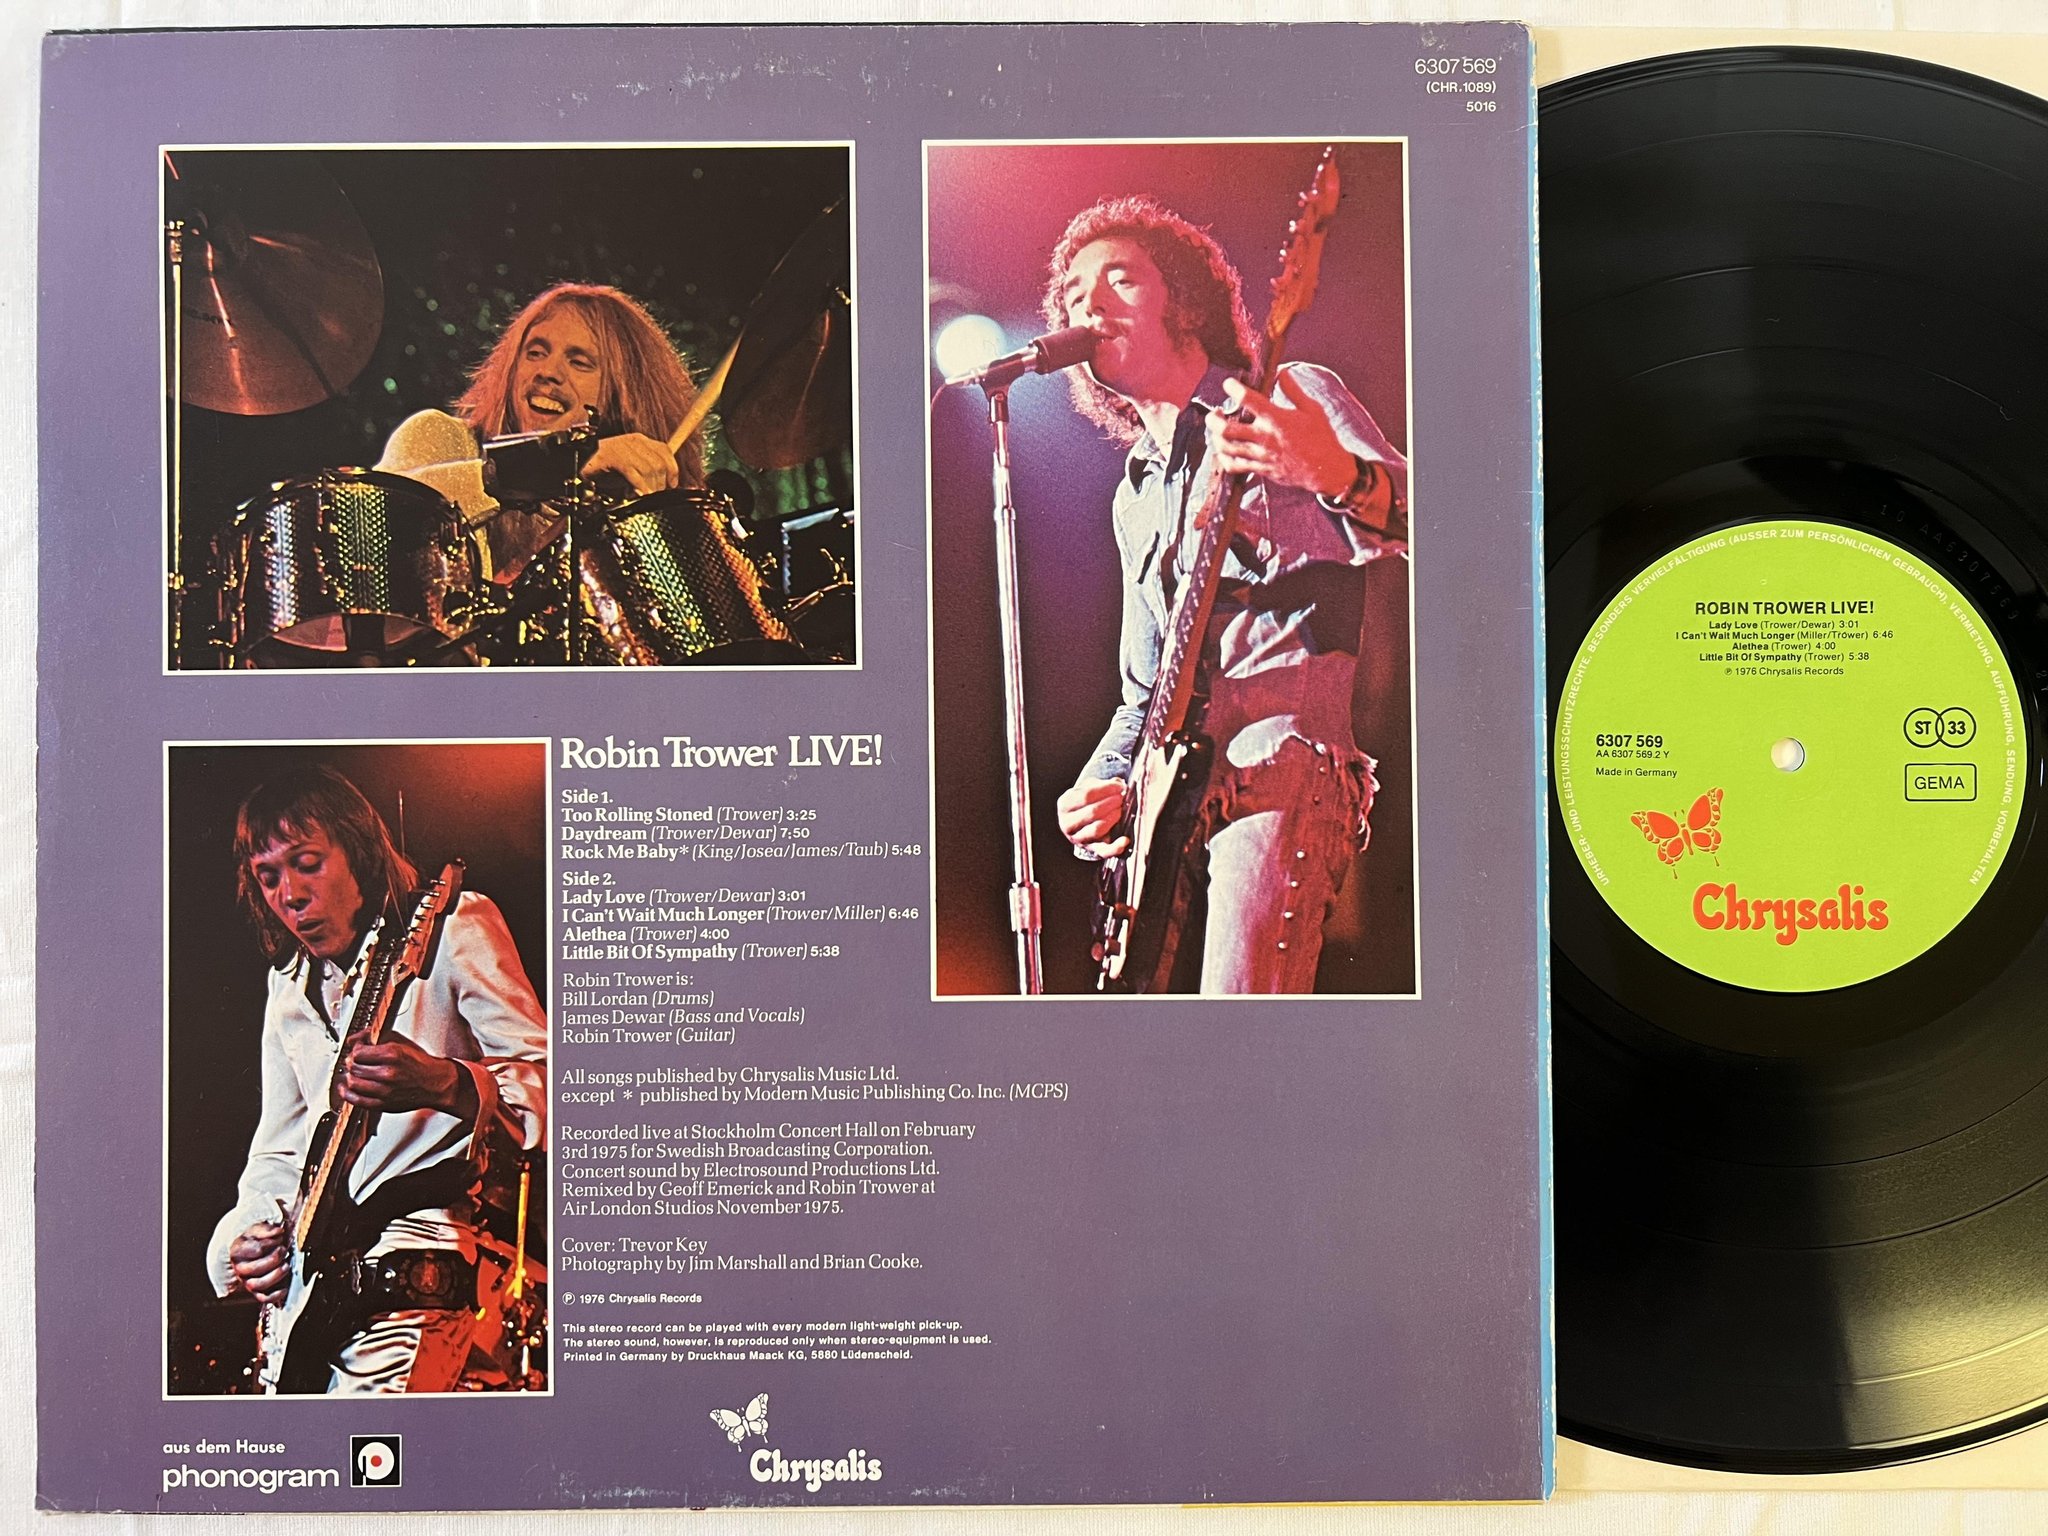 6307 569
(CHR.1089)
5016
Robin Trower LIVE!
Side 1.
Too Rolling Stoned (Trower) 3:25
Daydream (Trower/Dewar) 7:50
Rock Me Baby* (King/Josea/James/Taub) 5:48
Side 2.
Lady Love (Trower/Dewar) 3:01
I Can't Wait Much Longer (Trower/Miller) 6:46
Alethea (Trower) 4:00
Little Bit Of Sympathy (Trower) 5:38
Robin Trower is:
Bill Lordan (Drums)
James Dewar (Bass and Vocals)
Robin Trower (Guitar)
All songs published by Chrysalis Music Ltd.
except * published by Modern Music Publishing Co. Inc. (MCPS)
Recorded live at Stockholm Concert Hall on February
3rd 1975 for Swedish Broadcasting Corporation.
Concert sound by Electrosound Productions Ltd.
Remixed by Geoff Emerick and Robin Trower at
Air London Studios November 1975.
Cover: Trevor Key
Photography by Jim Marshall and Brian Cooke.
℗ 1976 Chrysalis Records
This stereo record can be played with every modern light-weight pick-up.
The stereo sound, however, is reproduced only when stereo-equipment is used.
Printed in Germany by Druckhaus Maack KG, 5880 Lüdenscheid.
aus dem Hause
phonogram
Chrysalis
URHEBER- UND LEISTUNGSSCHUTZRECHTE, BESONDERS VERVIELFÄLTIGUNG (AUSSER ZUM PERSÖNLICHEN GEBRAUCH), VERMIETUNG, AUFFÜHRUNG, SENDUNG, VORBEHALTEN
ROBIN TROWER LIVE!
Lady Love (Trower/Dewar) 3:01
I Can't Wait Much Longer (Miller/Trower) 6:46
Alethea (Trower) 4:00
Little Bit Of Sympathy (Trower) 5:38
℗ 1976 Chrysalis Records
6307 569
AA 6307 569.2 Y
Made in Germany
ST 33
GEMA
Chrysalis
10 AA6307569